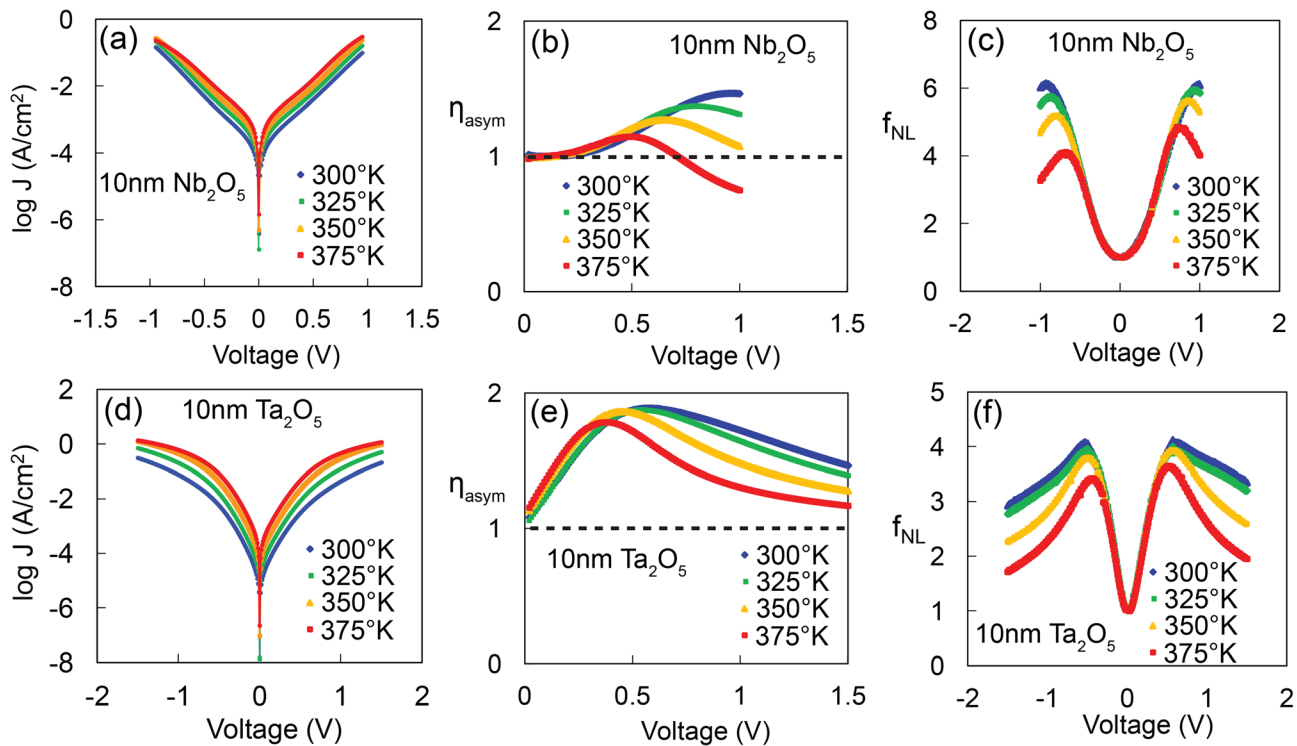 (a)
log J (A/cm²)
0
-2
-4
-6
-8
10nm Nb₂O₅
300°K
325°K
350°K
375°K
-1.5 -1 -0.5 0 0.5 1 1.5
Voltage (V)
(b)
10nm Nb₂O₅
ηasym
2
1
0
300°K
325°K
350°K
375°K
0 0.5 1 1.5
Voltage (V)
(c)
10nm Nb₂O₅
fNL
8
6
4
2
0
300°K
325°K
350°K
375°K
-2 -1 0 1 2
Voltage (V)
(d)
10nm Ta₂O₅
log J (A/cm²)
2
0
-2
-4
-6
-8
300°K
325°K
350°K
375°K
-2 -1 0 1 2
Voltage (V)
(e)
ηasym
2
1
2
10nm Ta₂O₅
300°K
325°K
350°K
375°K
0 0.5 1 1.5
Voltage (V)
(f)
fNL
5
4
3
2
1
0
300°K
325°K
350°K
375°K
10nm Ta₂O₅
-2 -1 0 1 2
Voltage (V)